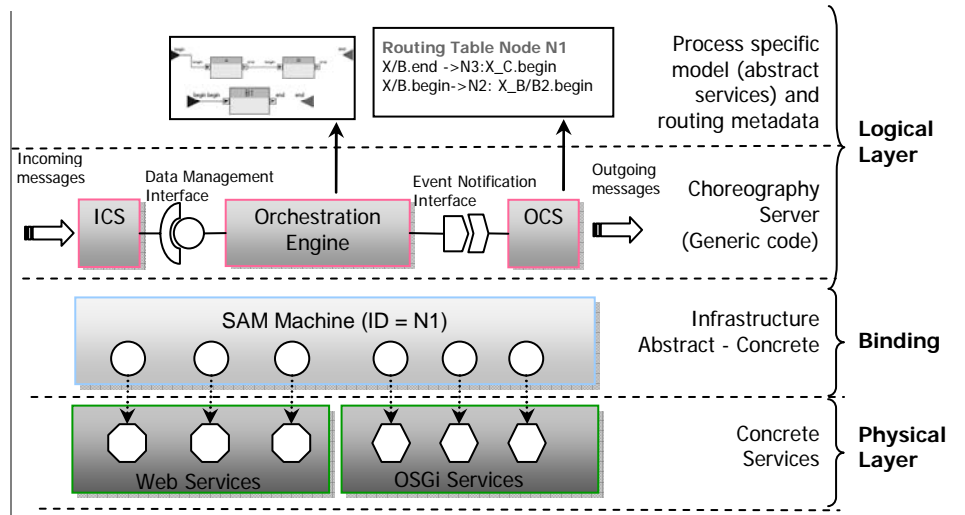 Routing Table Node N1
X/B.end ->N3:X_C.begin
X/B.begin->N2: X_B/B2.begin
Process specific
model (abstract
services) and
routing metadata
Logical
Layer
Incoming
messages
Data Management
Interface
Event Notification
Interface
Outgoing
messages
ICS
Orchestration
Engine
OCS
Choreography
Server
(Generic code)
SAM Machine (ID = N1)
Infrastructure
Abstract - Concrete
Binding
Web Services
OSGi Services
Concrete
Services
Physical
Layer